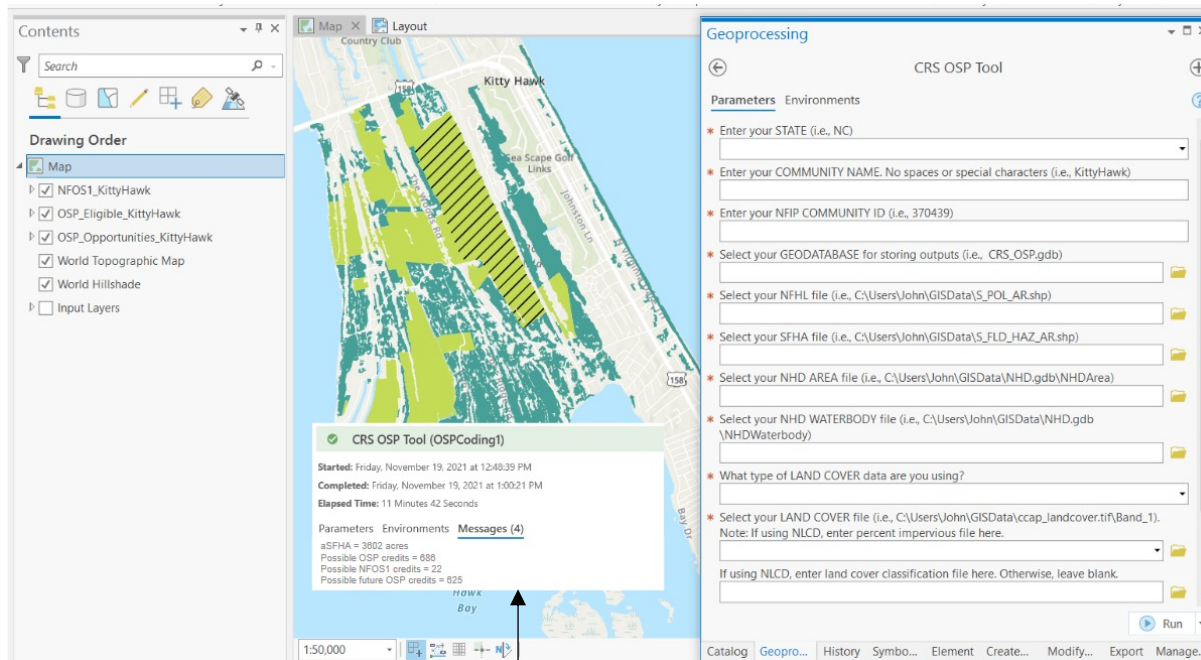 Contents
Search
Drawing Order
Map
NFOS1_KittyHawk
OSP_Eligible_KittyHawk
OSP_Opportunities_KittyHawk
World Topographic Map
World Hillshade
Input Layers
Map
Layout
Country Club
158
Kitty Hawk
Sea Scape Golf
Links
The Woods Rd
Johnston Ln
158
Bay Dr
CRS OSP Tool (OSPCoding1)
Started: Friday, November 19, 2021 at 12:48:39 PM
Completed: Friday, November 19, 2021 at 1:00:21 PM
Elapsed Time: 11 Minutes 42 Seconds
Parameters Environments Messages (4)
aSFHA = 3602 acres
Possible OSP credits = 686
Possible NFOS1 credits = 22
Possible future OSP credits = 625
Hawk
Bay
1:50,000
Geoprocessing
CRS OSP Tool
Parameters Environments
* Enter your STATE (i.e., NC)
* Enter your COMMUNITY NAME. No spaces or special characters (i.e., KittyHawk)
* Enter your NFIP COMMUNITY ID (i.e., 370439)
* Select your GEODATABASE for storing outputs (i.e., CRS_OSP.gdb)
* Select your NFHL file (i.e., C:\Users\John\GISData\S_POL_AR.shp)
* Select your SFHA file (i.e., C:\Users\John\GISData\S_FLD_HAZ_AR.shp)
* Select your NHD AREA file (i.e., C:\Users\John\GISData\NHD.gdb\NHDArea)
* Select your NHD WATERBODY file (i.e., C:\Users\John\GISData\NHD.gdb
\NHDWaterbody)
* What type of LAND COVER data are you using?
* Select your LAND COVER file (i.e., C:\Users\John\GISData\ccap_landcover.tif\Band_1).
Note: If using NLCD, enter percent impervious file here.
If using NLCD, enter land cover classification file here. Otherwise, leave blank.
Run
Catalog Geopro... History Symbo... Element Create... Modify... Export Manage